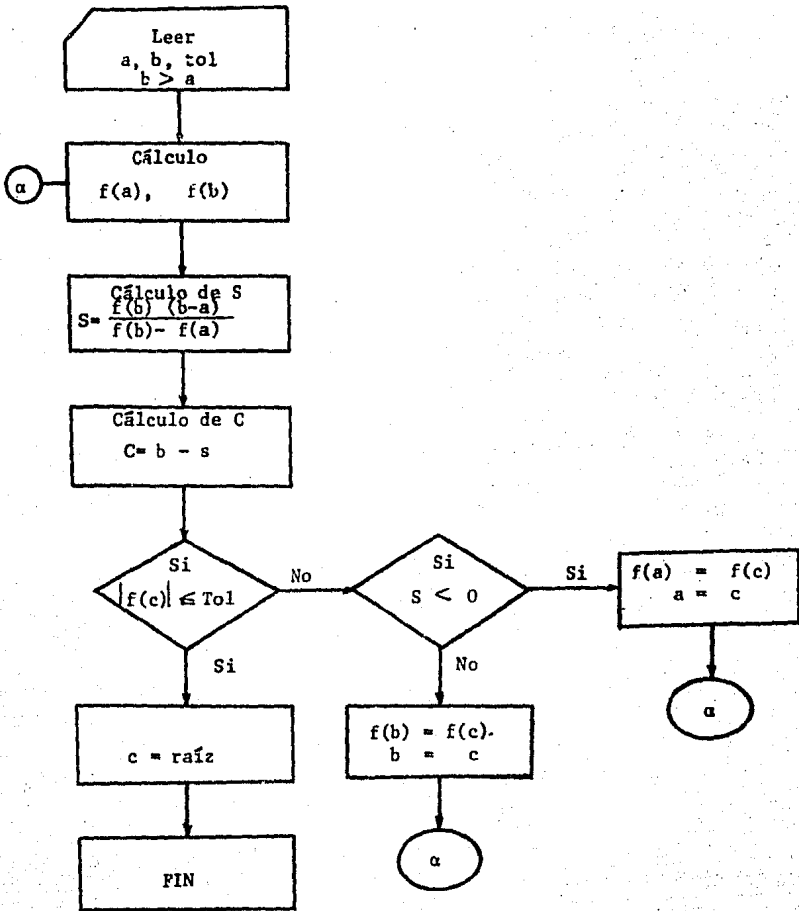 Leer
a, b, tol
b > a
α
Cálculo
f(a), f(b)
Cálculo de S
S= f(b) (b-a)
f(b)- f(a)
Cálculo de C
C= b - s
Si
|f(c)| ≤ Tol
No
Si
S < 0
Si
f(a) = f(c)
a = c
α
Si
No
c = raíz
f(b) = f(c).
b = c
α
FIN